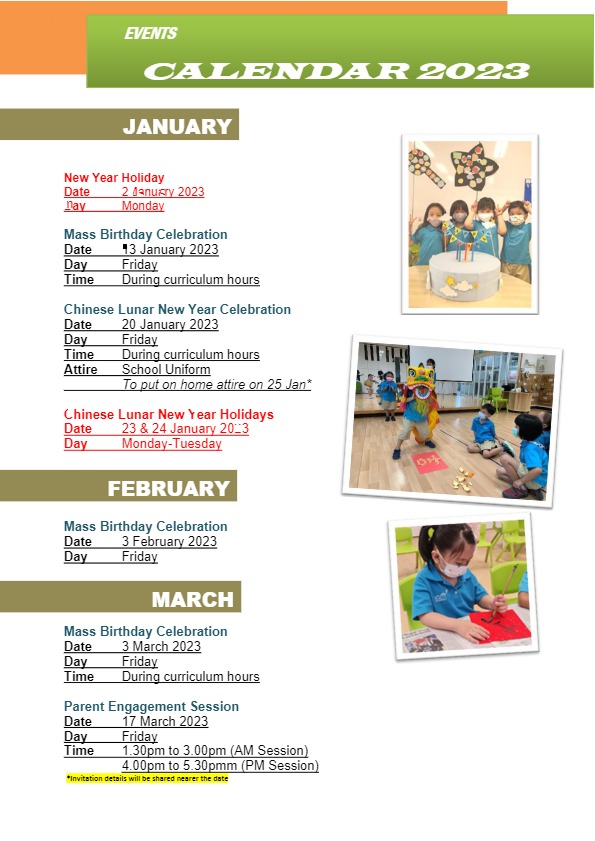 EVENTS
CALENDAR 2023
JANUARY
New Year Holiday
Date 2 January 2023
Day Monday
Mass Birthday Celebration
Date 13 January 2023
Day Friday
Time During curriculum hours
Chinese Lunar New Year Celebration
Date 20 January 2023
Day Friday
Time During curriculum hours
Attire School Uniform
To put on home attire on 25 Jan*
Chinese Lunar New Year Holidays
Date 23 & 24 January 2023
Day Monday-Tuesday
FEBRUARY
Mass Birthday Celebration
Date 3 February 2023
Day Friday
MARCH
Mass Birthday Celebration
Date 3 March 2023
Day Friday
Time During curriculum hours
Parent Engagement Session
Date 17 March 2023
Day Friday
Time 1.30pm to 3.00pm (AM Session)
4.00pm to 5.30pmm (PM Session)
*Invitation details will be shared nearer the date